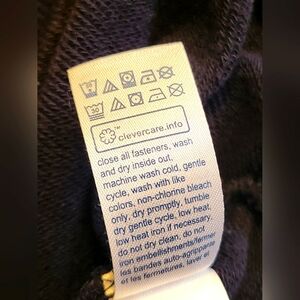 30
clevercare.info
close all fasteners, wash
and dry inside out.
machine wash cold, gentle
cycle, wash with like
colors, non-chlorine bleach
only, dry promptly, tumble
dry gentle cycle, low heat,
low heat iron if necessary,
do not dry clean, do not
iron embellishments/fermer
les bandes auto-agrippantes
et les fermetures, laver et